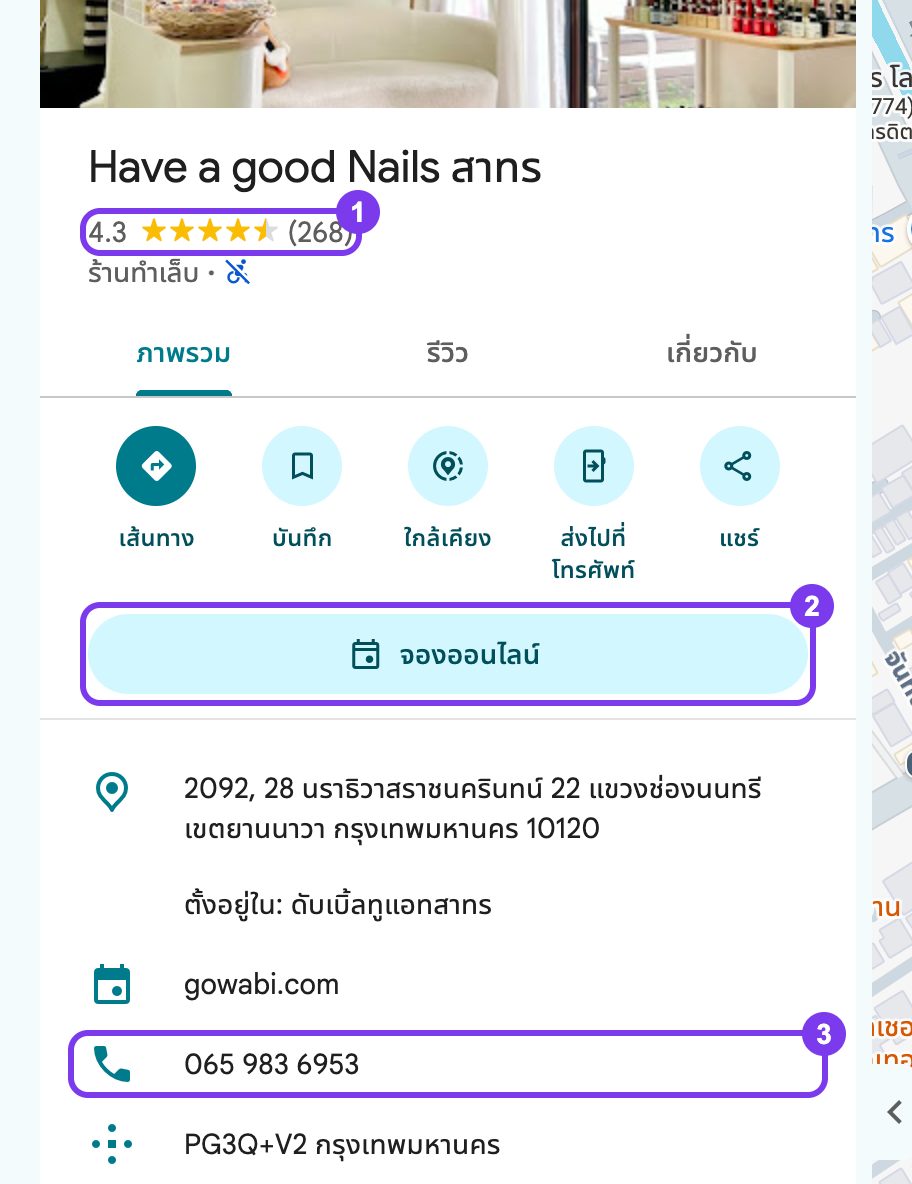 Have a good Nails สาทร
4.3 (268)
1
ร้านทำเล็บ ·
ภาพรวม
รีวิว
เกี่ยวกับ
เส้นทาง
บันทึก
ใกล้เคียง
ส่งไปที่
โทรศัพท์
แชร์
2
จองออนไลน์
2092, 28 นราธิวาสราชนครินทน์ 22 แขวงช่องนนทรี
เขตยานนาวา กรุงเทพมหานคร 10120
ตั้งอยู่ใน: ดับเบิ้ลทูแอทสาทร
gowabi.com
3
065 983 6953
PG3Q+V2 กรุงเทพมหานคร